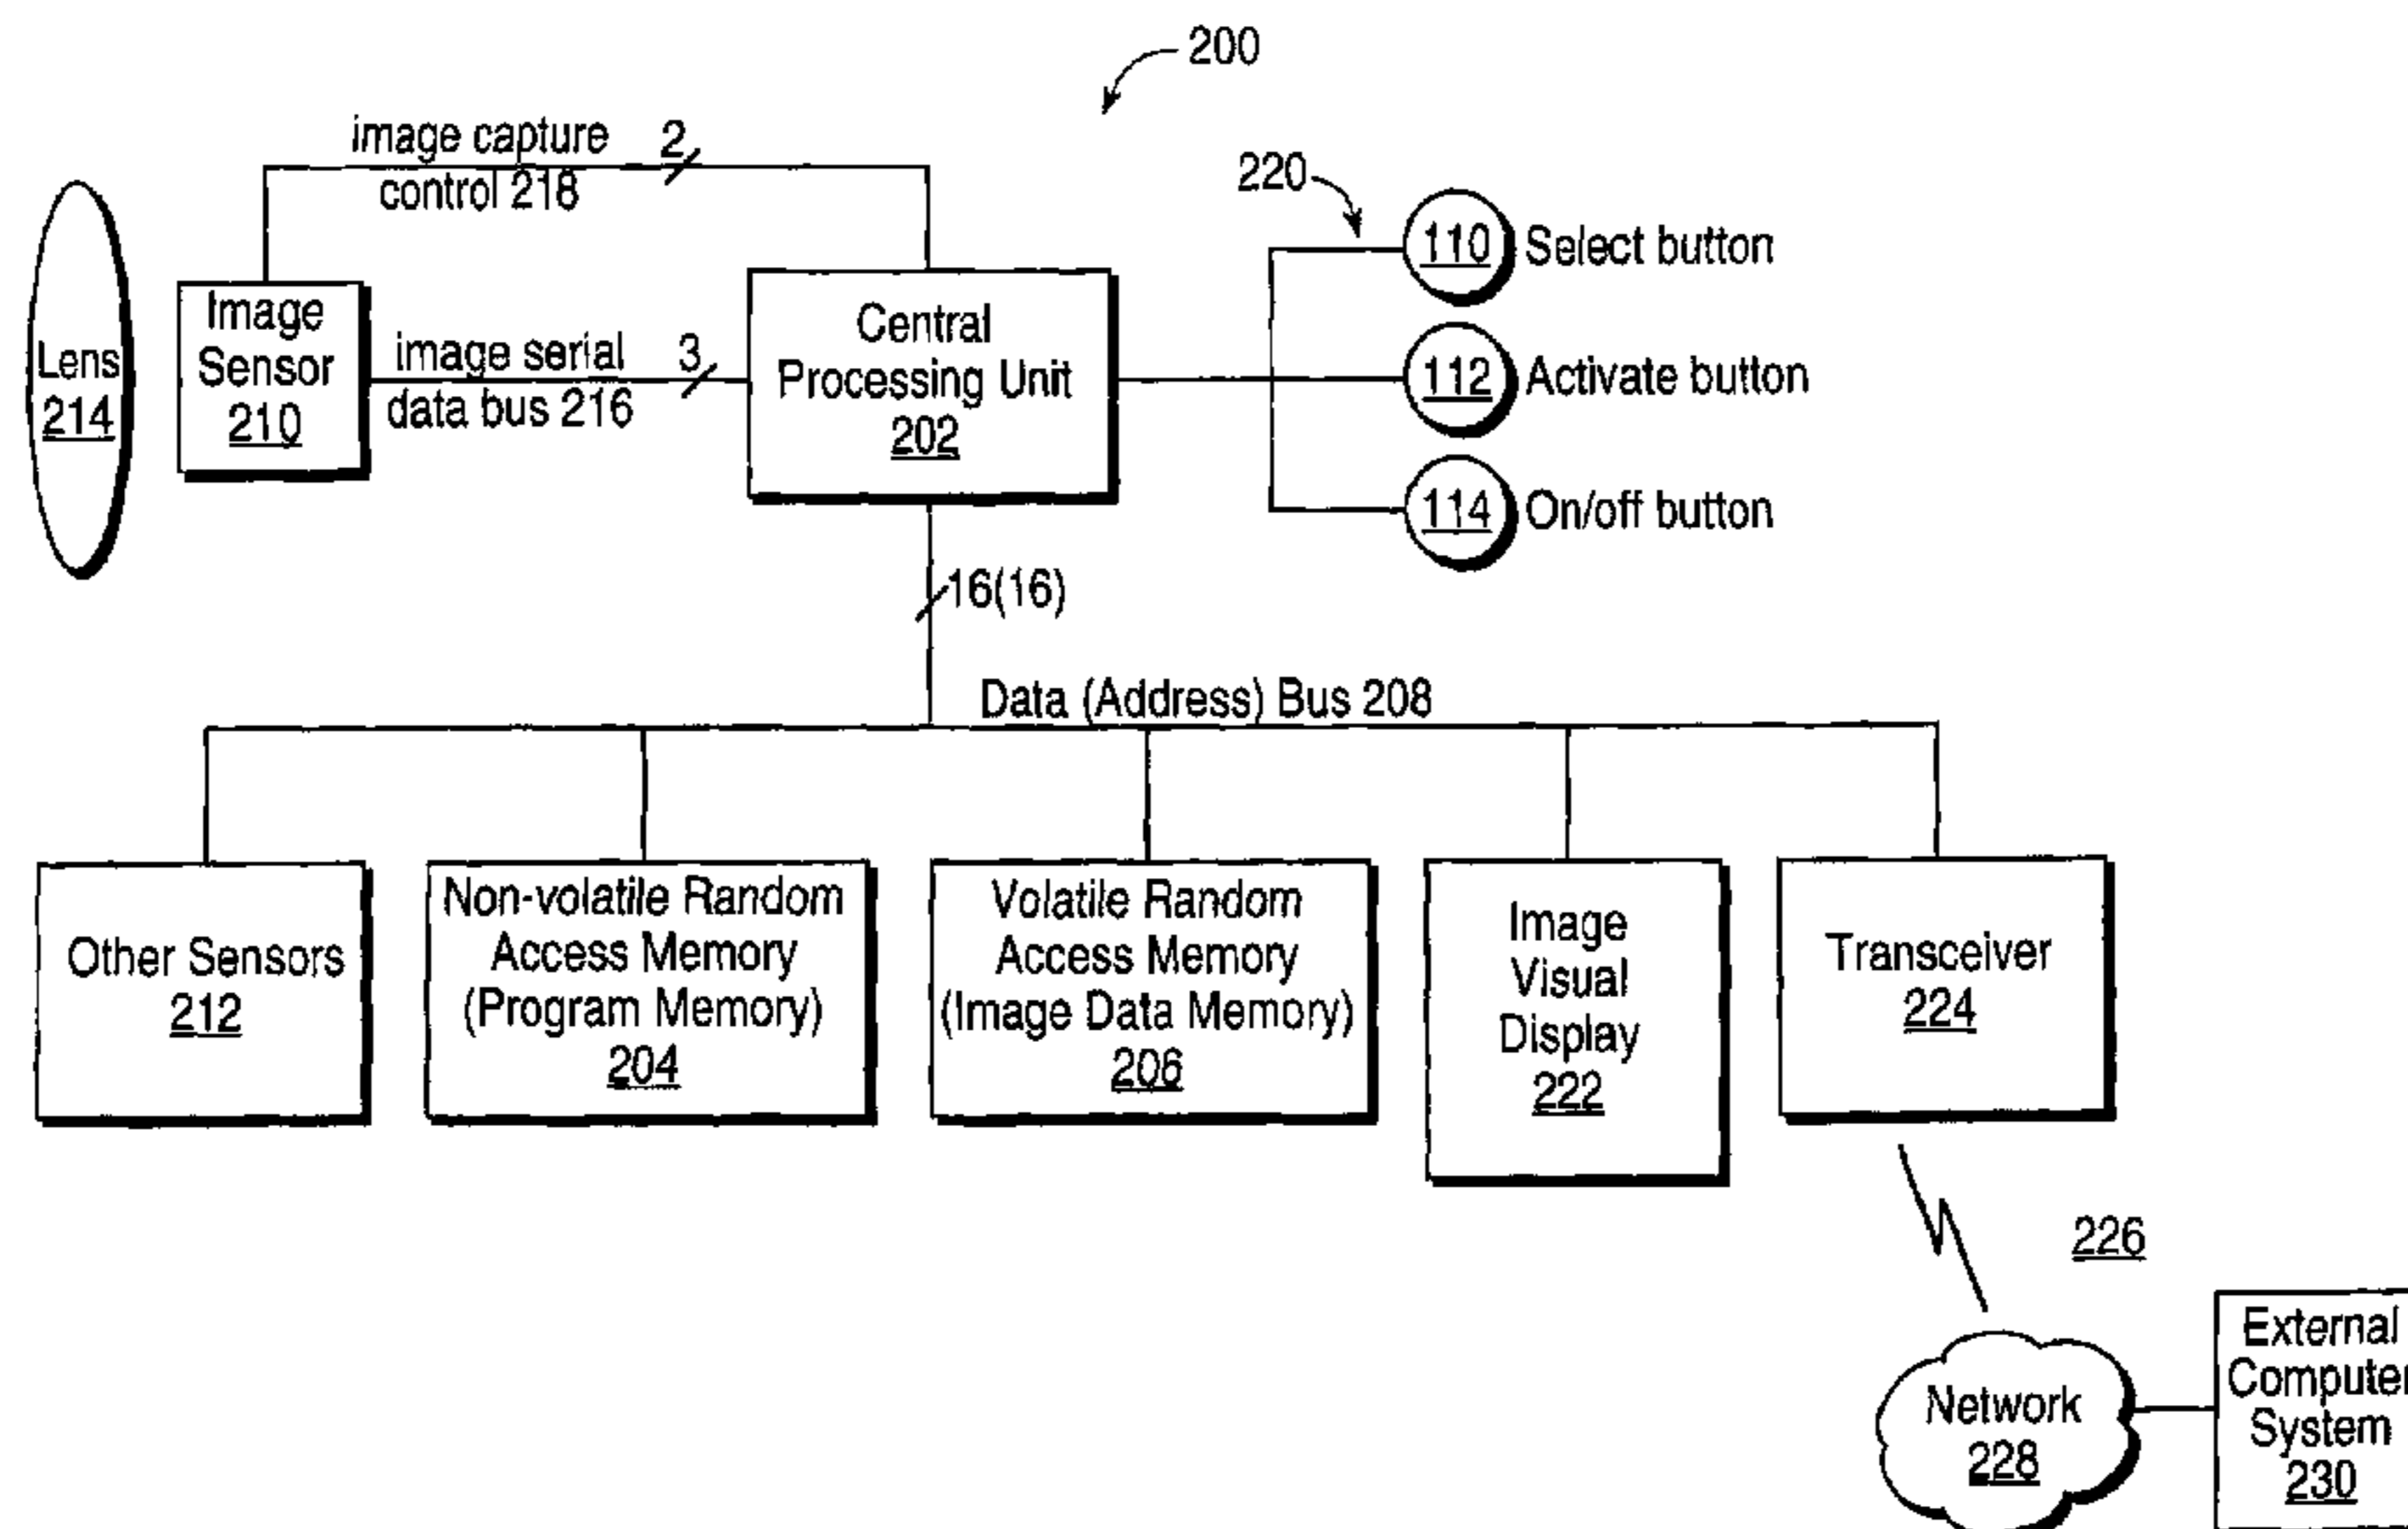 200
image capture
control 218
2
220
110 Select button
Lens
214
Image
Sensor
210
image serial
data bus 216
3
Central
Processing Unit
202
112 Activate button
114 On/off button
16(16)
Data (Address) Bus 208
Other Sensors
212
Non-volatile Random
Access Memory
(Program Memory)
204
Volatile Random
Access Memory
(Image Data Memory)
206
Image
Visual
Display
222
Transceiver
224
226
Network
228
External
Computer
System
230